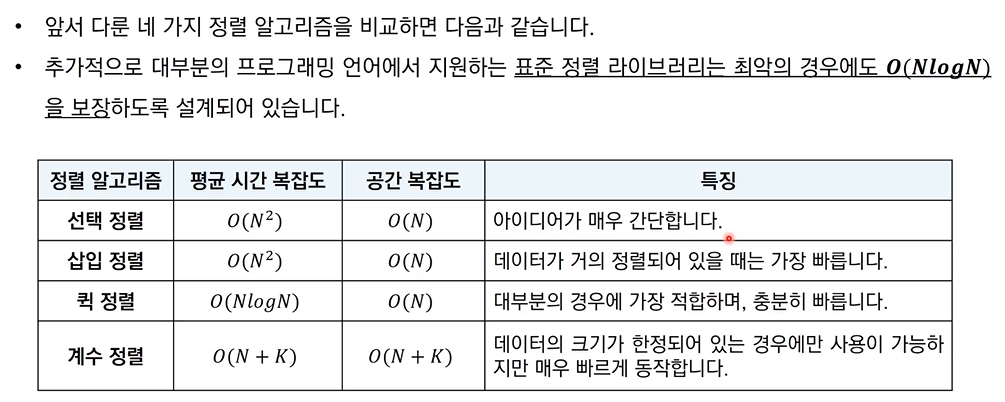 • 앞서 다룬 네 가지 정렬 알고리즘을 비교하면 다음과 같습니다.
• 추가적으로 대부분의 프로그래밍 언어에서 지원하는 표준 정렬 라이브러리는 최악의 경우에도 O(NlogN)
을 보장하도록 설계되어 있습니다.
정렬 알고리즘 평균 시간 복잡도 공간 복잡도 특징
선택 정렬 O(N²) O(N) 아이디어가 매우 간단합니다.
삽입 정렬 O(N²) O(N) 데이터가 거의 정렬되어 있을 때는 가장 빠릅니다.
퀵 정렬 O(NlogN) O(N) 대부분의 경우에 가장 적합하며, 충분히 빠릅니다.
계수 정렬 O(N + K) O(N + K) 데이터의 크기가 한정되어 있는 경우에만 사용이 가능하
지만 매우 빠르게 동작합니다.